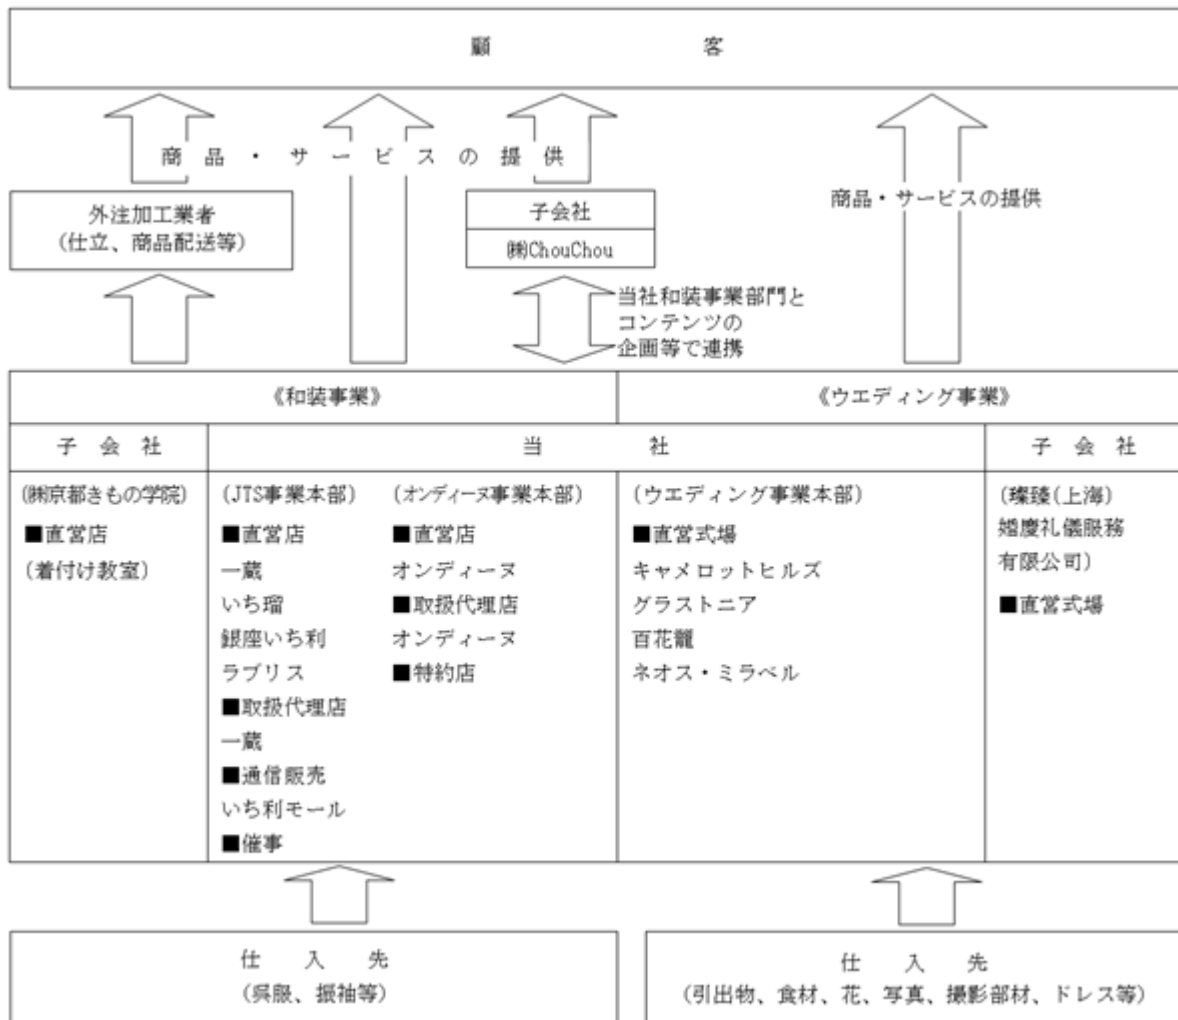 顧客
商品・サービスの提供
商品・サービスの提供
外注加工業者
(仕立、商品配送等)
子会社
㈱ChouChou
当社和装事業部門と
コンテンツの
企画等で連携
《和装事業》
《ウエディング事業》
子会社
当社
子会社
(㈱京都きもの学院)
■直営店
(着付け教室)
(JTS事業本部)
■直営店
一蔵
いち瑠
銀座いち利
ラブリス
■取扱代理店
一蔵
■通信販売
いち利モール
■催事
(オンディーヌ事業本部)
■直営店
オンディーヌ
■取扱代理店
オンディーヌ
■特約店
(ウエディング事業本部)
■直営式場
キャメロットヒルズ
グラストニア
百花籠
ネオス・ミラベル
(璨臻(上海)
婚慶礼儀服務
有限公司)
■直営式場
仕入先
(呉服、振袖等)
仕入先
(引出物、食材、花、写真、撮影部材、ドレス等)